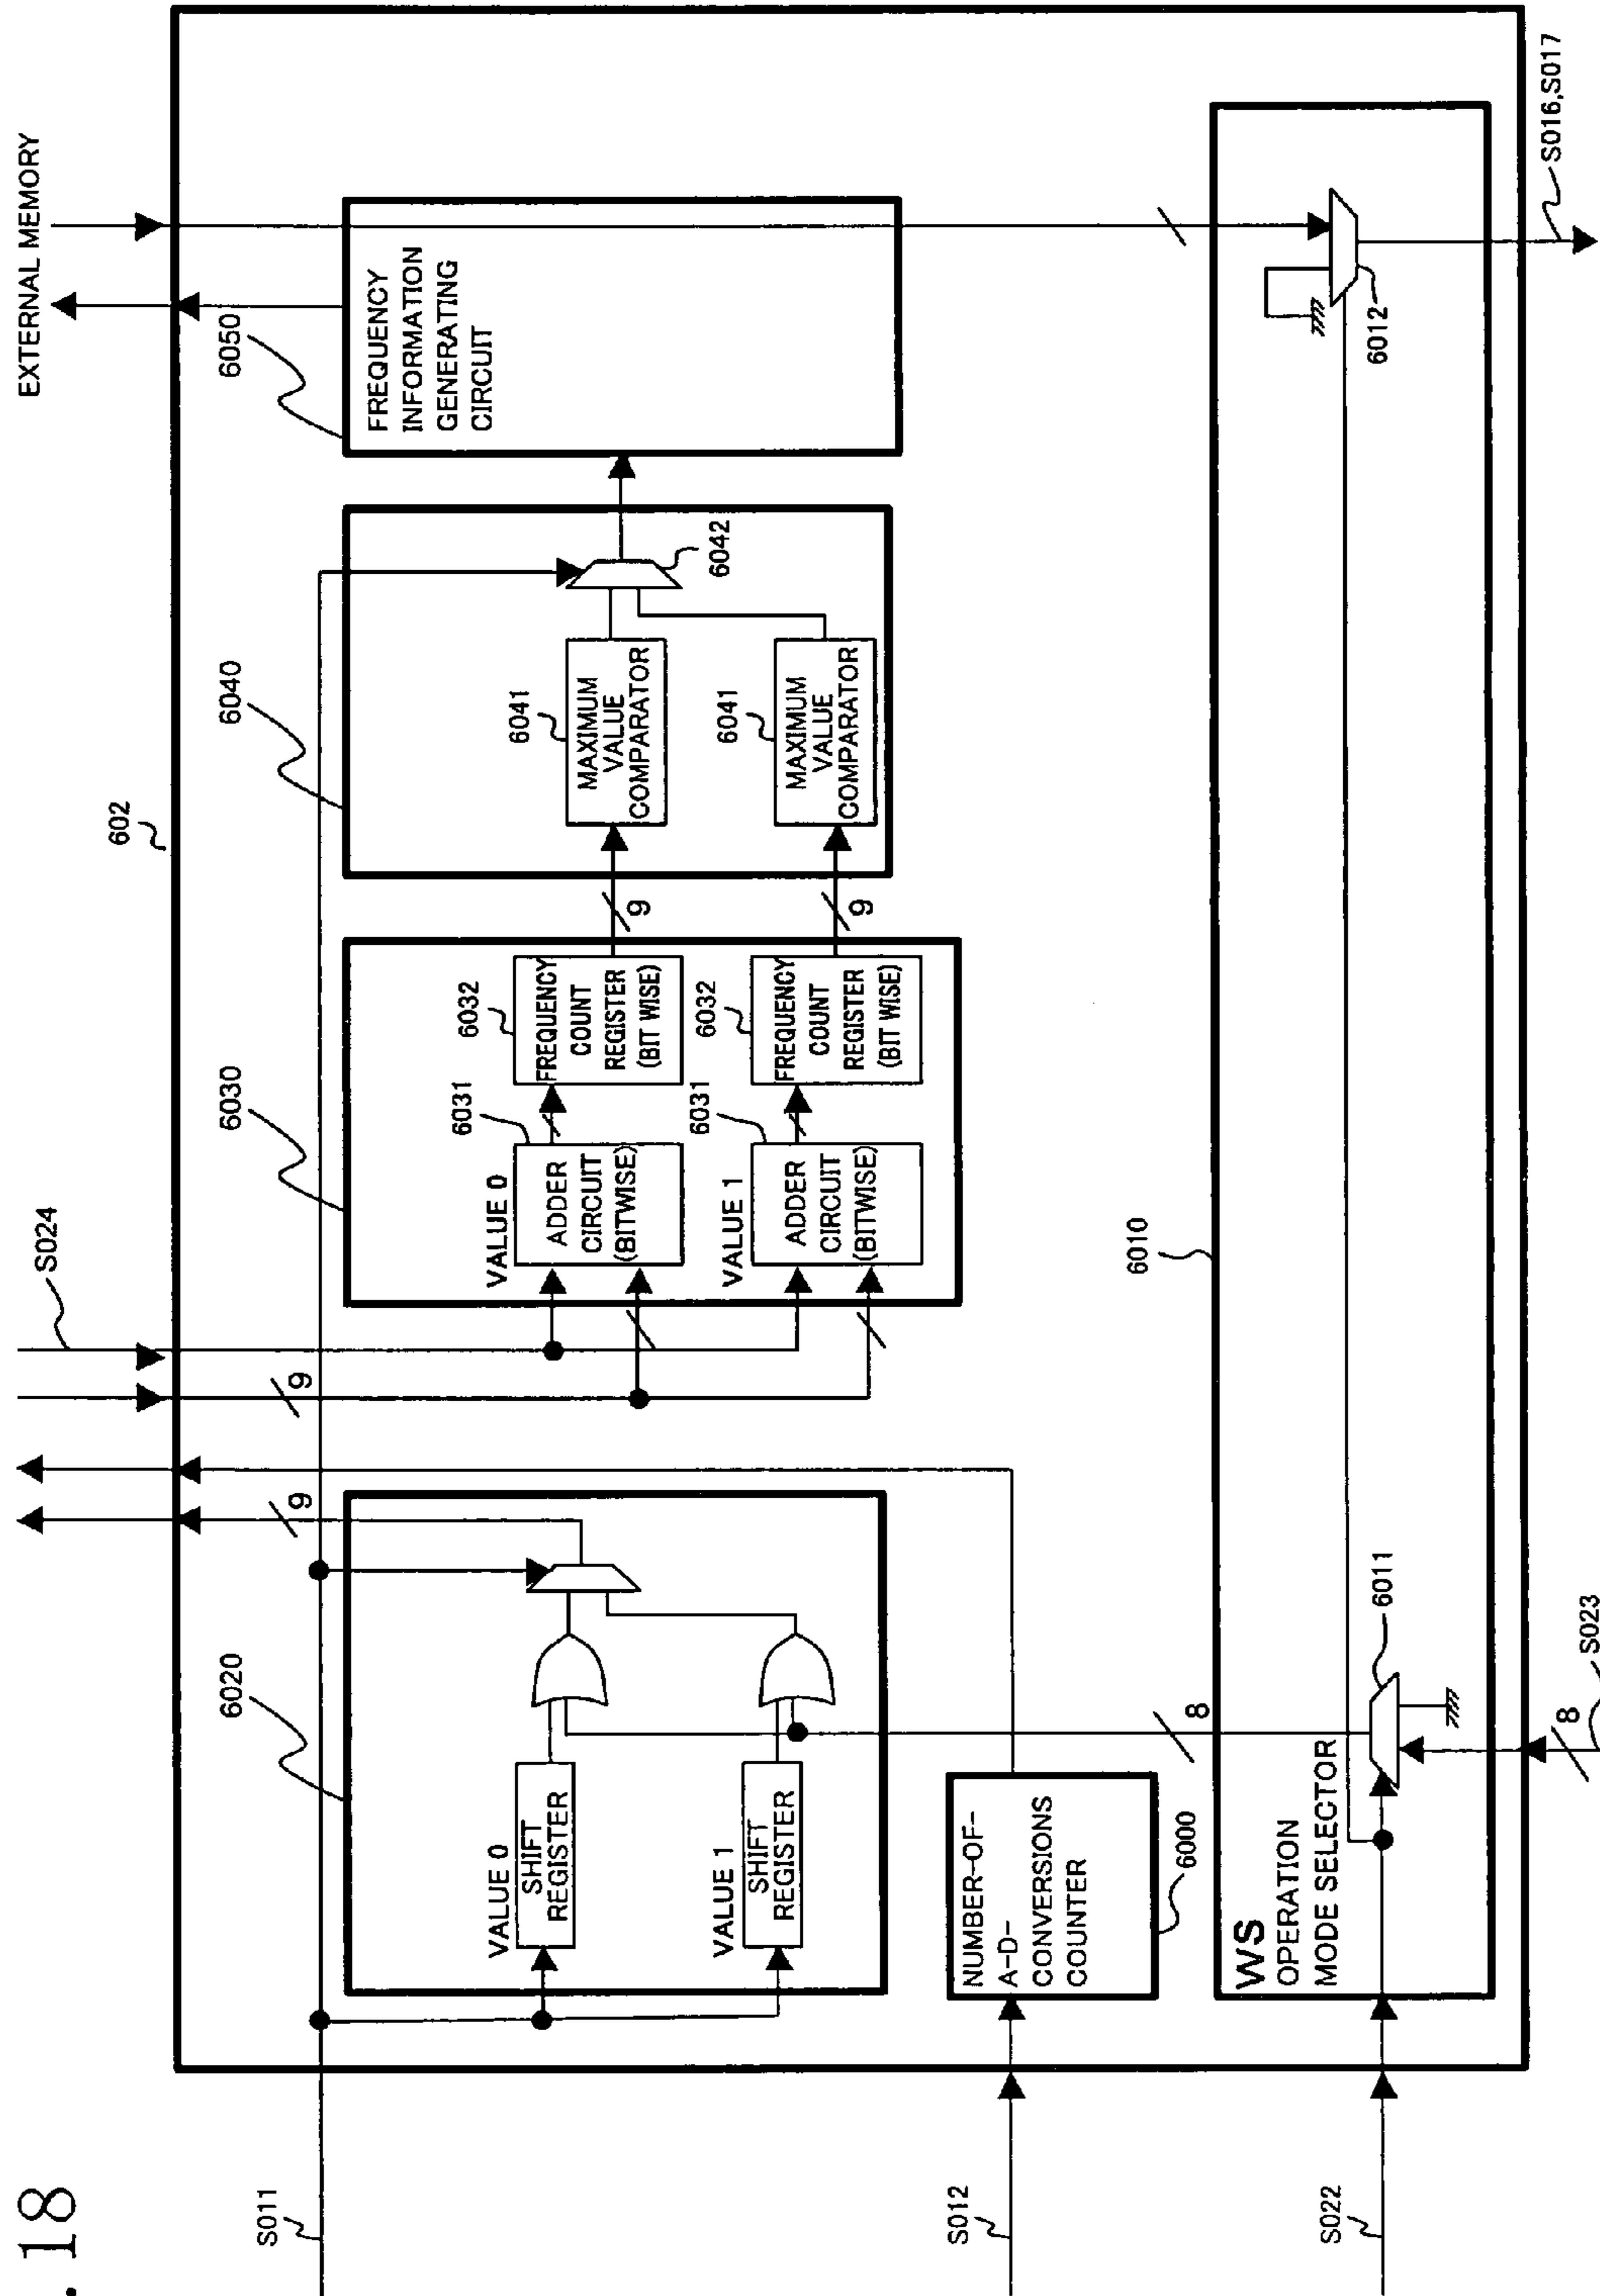 . 18
EXTERNAL MEMORY
S024
602
S011
6020
6030
6040
6050
9
9
VALUE 0
SHIFT
REGISTER
VALUE 1
SHIFT
REGISTER
VALUE 0
6031
ADDER
CIRCUIT
(BITWISE)
6032
FREQUENCY
COUNT
REGISTER
(BIT WISE)
9
VALUE 1
6031
ADDER
CIRCUIT
(BITWISE)
6032
FREQUENCY
COUNT
REGISTER
(BIT WISE)
9
6041
MAXIMUM
VALUE
COMPARATOR
6041
MAXIMUM
VALUE
COMPARATOR
6042
FREQUENCY
INFORMATION
GENERATING
CIRCUIT
S012
NUMBER-OF-
A-D-
CONVERSIONS
COUNTER
6000
8
6010
S022
WS
OPERATION
MODE SELECTOR
6011
6012
8
S023
S016,S017